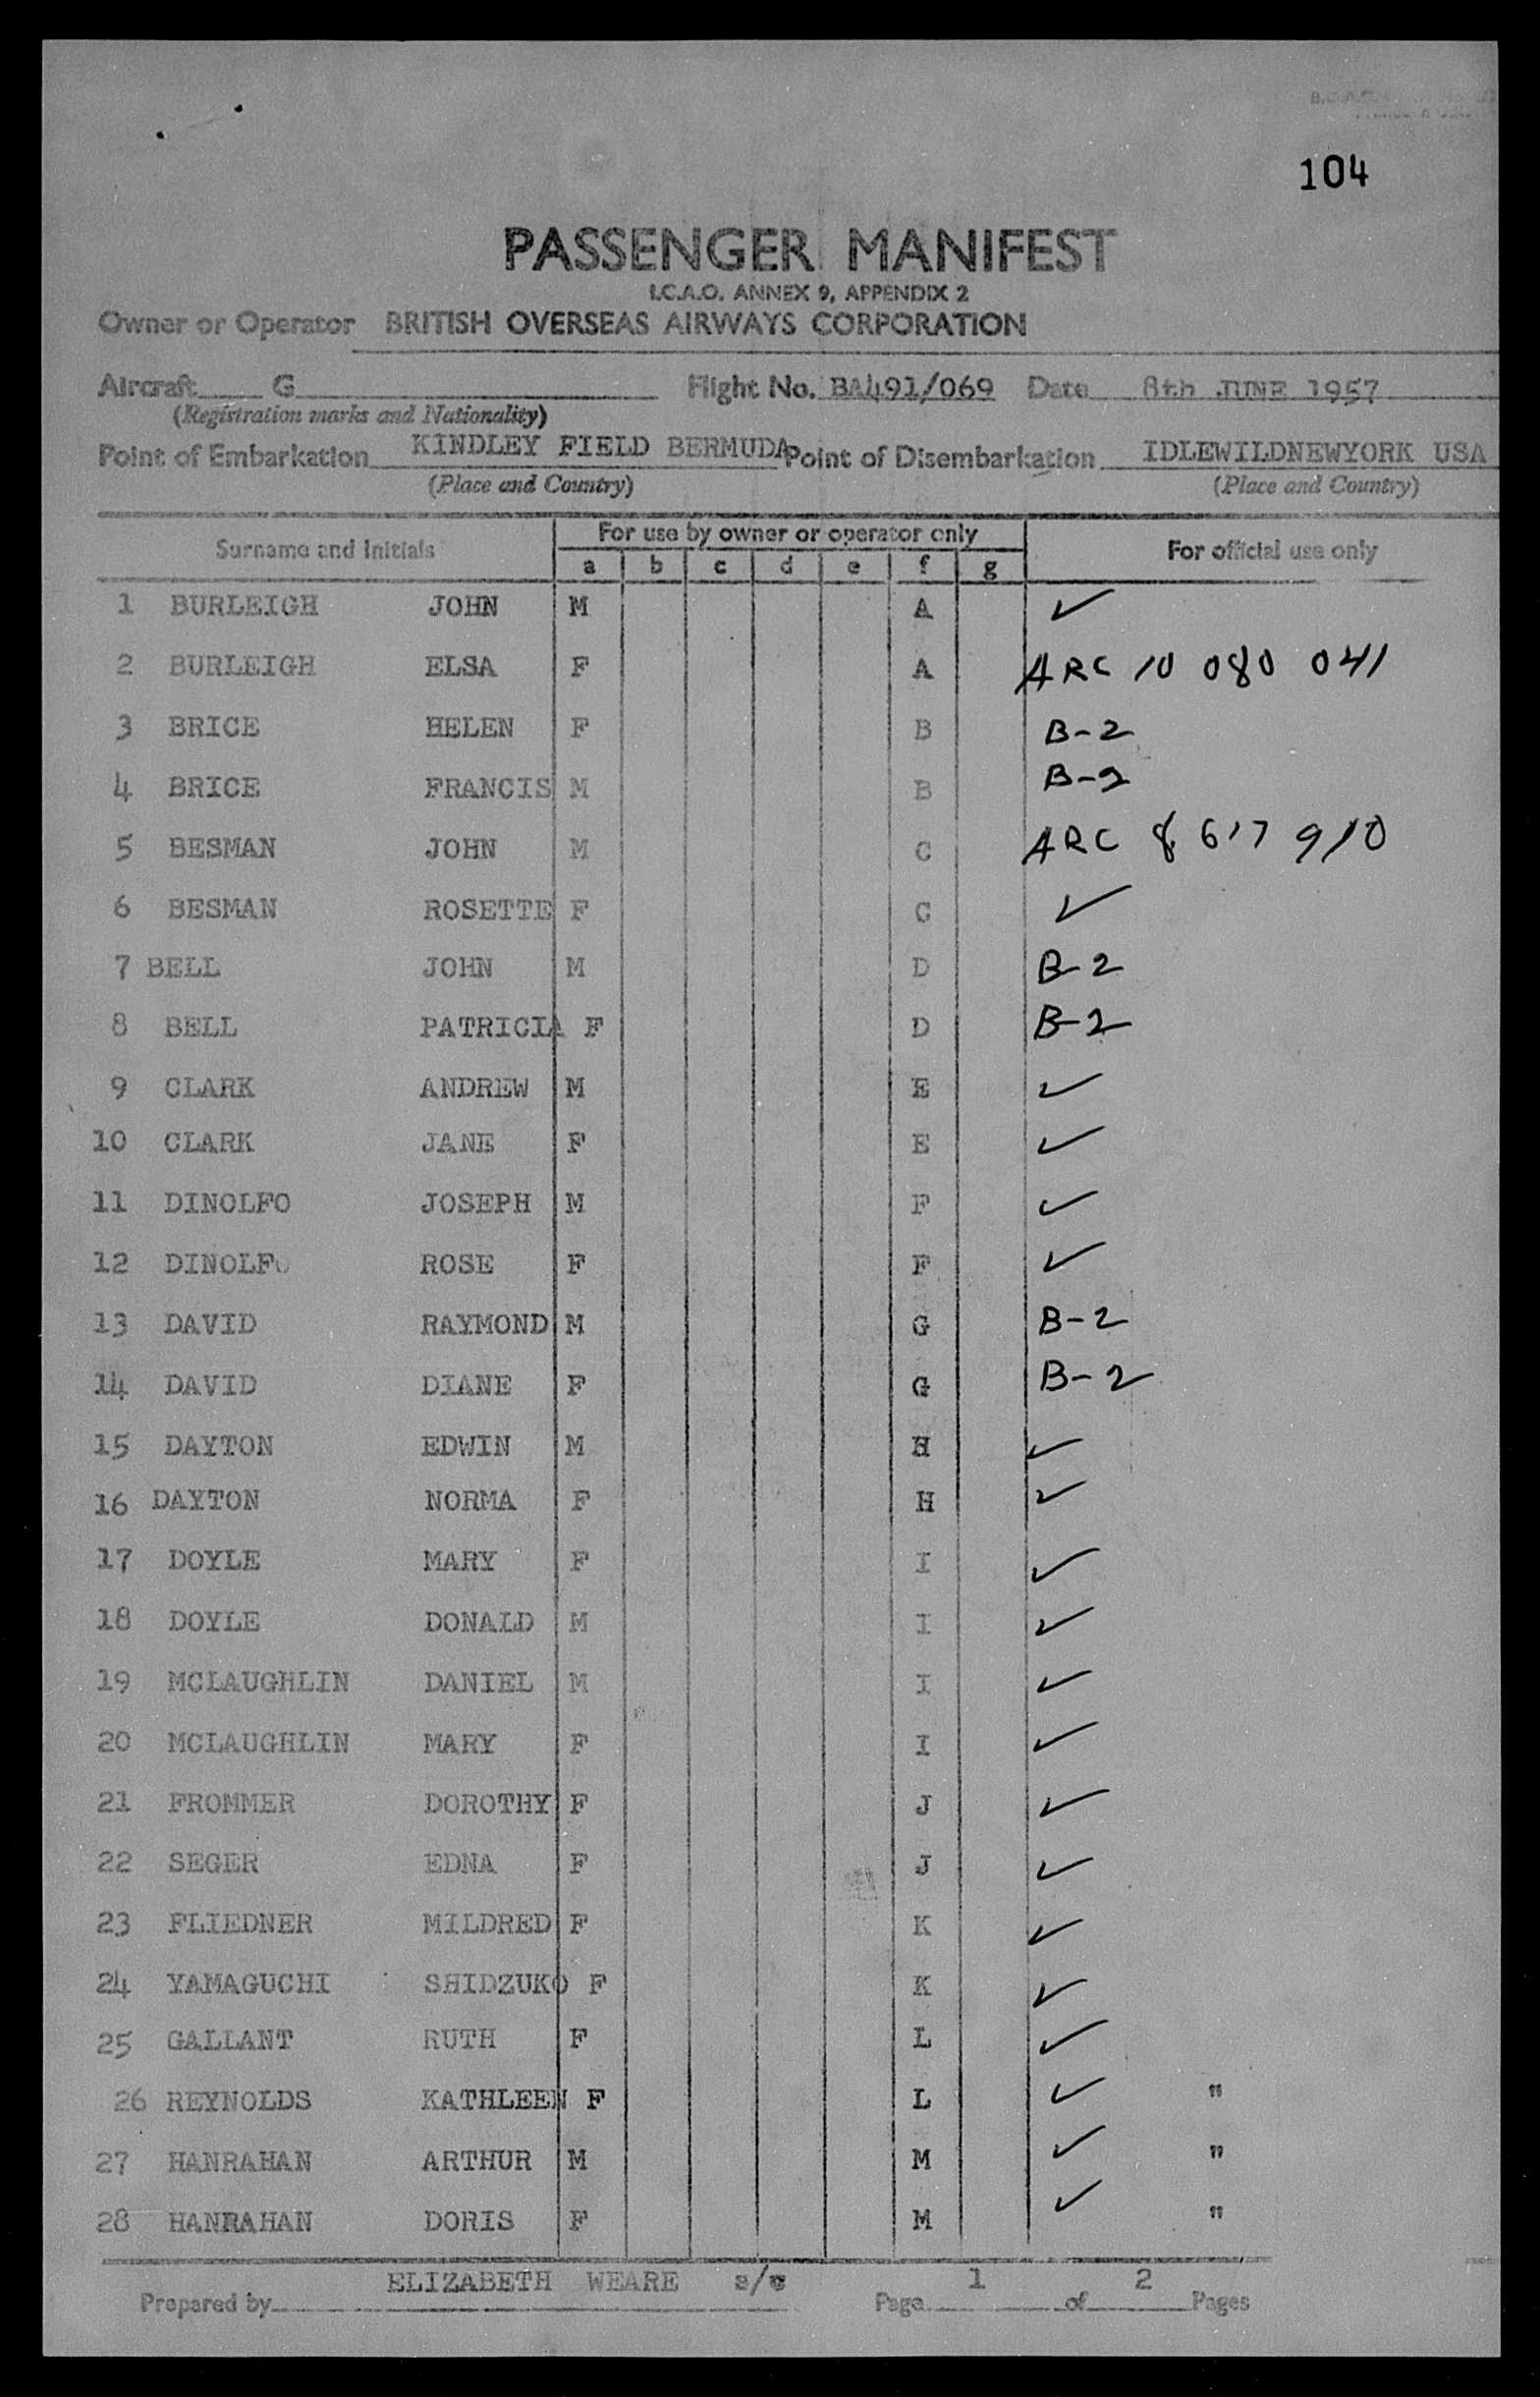 104
PASSENGER MANIFEST
I.C.A.O. ANNEX 9, APPENDIX 2
Owner or Operator BRITISH OVERSEAS AIRWAYS CORPORATION
Aircraft G Flight No. BA491/069 Date 8th JUNE 1957
(Registration marks and Nationality)
Point of Embarkation KINDLEY FIELD BERMUDA Point of Disembarkation IDLEWILDNEWYORK USA
(Place and Country) (Place and Country)
Surname and Initials For use by owner or operator only For official use only
a b c d e f g
1 BURLEIGH JOHN M A ✓
2 BURLEIGH ELSA F A ARC 10 080 041
3 BRICE HELEN F B B-2
4 BRICE FRANCIS M B B-2
5 BESMAN JOHN M C ARC 8 617 910
6 BESMAN ROSETTE F C ✓
7 BELL JOHN M D B-2
8 BELL PATRICIA F D B-2
9 CLARK ANDREW M E ✓
10 CLARK JANE F E ✓
11 DINOLFO JOSEPH M F ✓
12 DINOLFO ROSE F F ✓
13 DAVID RAYMOND M G B-2
14 DAVID DIANE F G B-2
15 DAYTON EDWIN M H ✓
16 DAYTON NORMA F H ✓
17 DOYLE MARY F I ✓
18 DOYLE DONALD M I ✓
19 MCLAUGHLIN DANIEL M I ✓
20 MCLAUGHLIN MARY F I ✓
21 FROMMER DOROTHY F J ✓
22 SEGER EDNA F J ✓
23 FLIEDNER MILDRED F K ✓
24 YAMAGUCHI SHIDZUKO F K ✓
25 GALLANT RUTH F L ✓
26 REYNOLDS KATHLEEN F L ✓ "
27 HANRAHAN ARTHUR M M ✓ "
28 HANRAHAN DORIS F M ✓ "
Prepared by ELIZABETH WEARE s/c Page 1 of 2 Pages